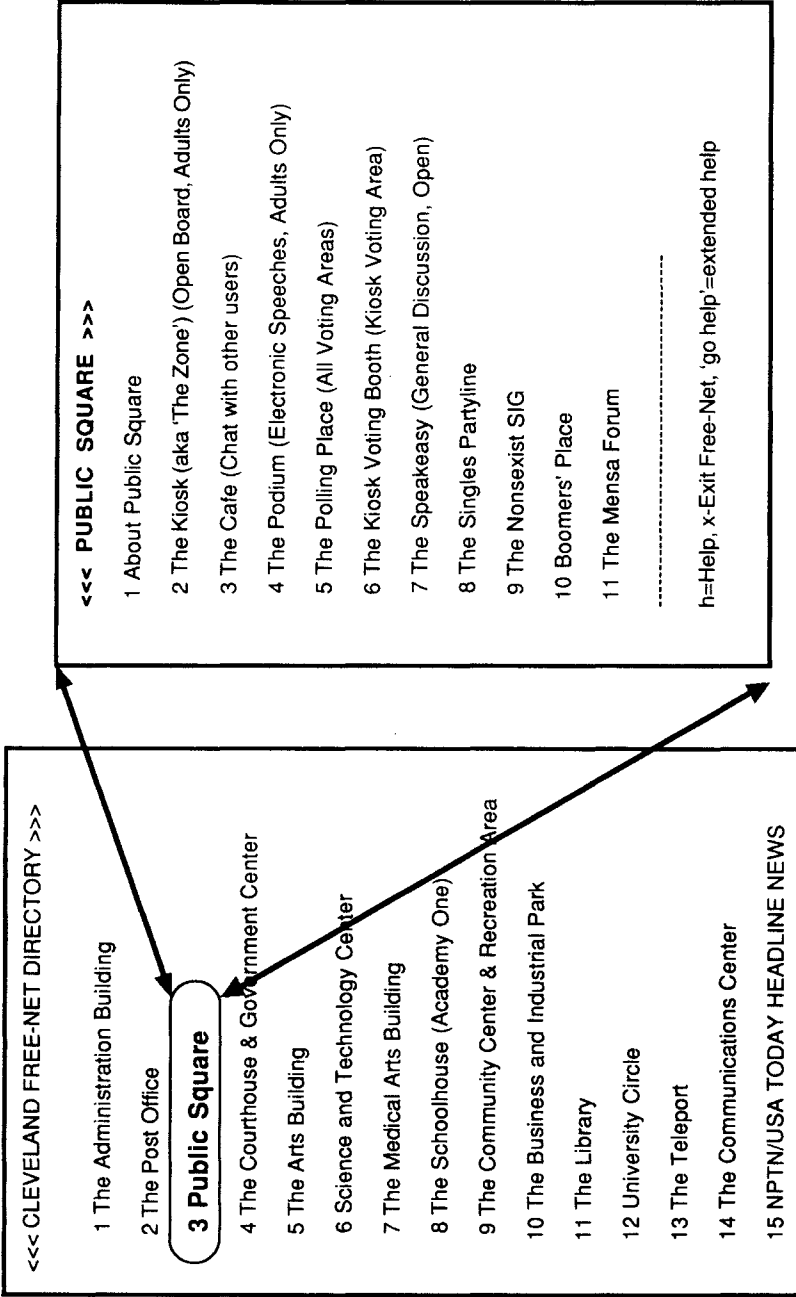 <<< CLEVELAND FREE-NET DIRECTORY >>>
1 The Administration Building
2 The Post Office
3 Public Square
4 The Courthouse & Government Center
5 The Arts Building
6 Science and Technology Center
7 The Medical Arts Building
8 The Schoolhouse (Academy One)
9 The Community Center & Recreation Area
10 The Business and Industrial Park
11 The Library
12 University Circle
13 The Teleport
14 The Communications Center
15 NPTN/USA TODAY HEADLINE NEWS
<<< PUBLIC SQUARE >>>
1 About Public Square
2 The Kiosk (aka 'The Zone') (Open Board, Adults Only)
3 The Cafe (Chat with other users)
4 The Podium (Electronic Speeches, Adults Only)
5 The Polling Place (All Voting Areas)
6 The Kiosk Voting Booth (Kiosk Voting Area)
7 The Speakeasy (General Discussion, Open)
8 The Singles Partyline
9 The Nonsexist SIG
10 Boomers' Place
11 The Mensa Forum
h=Help, x-Exit Free-Net, 'go help'=extended help